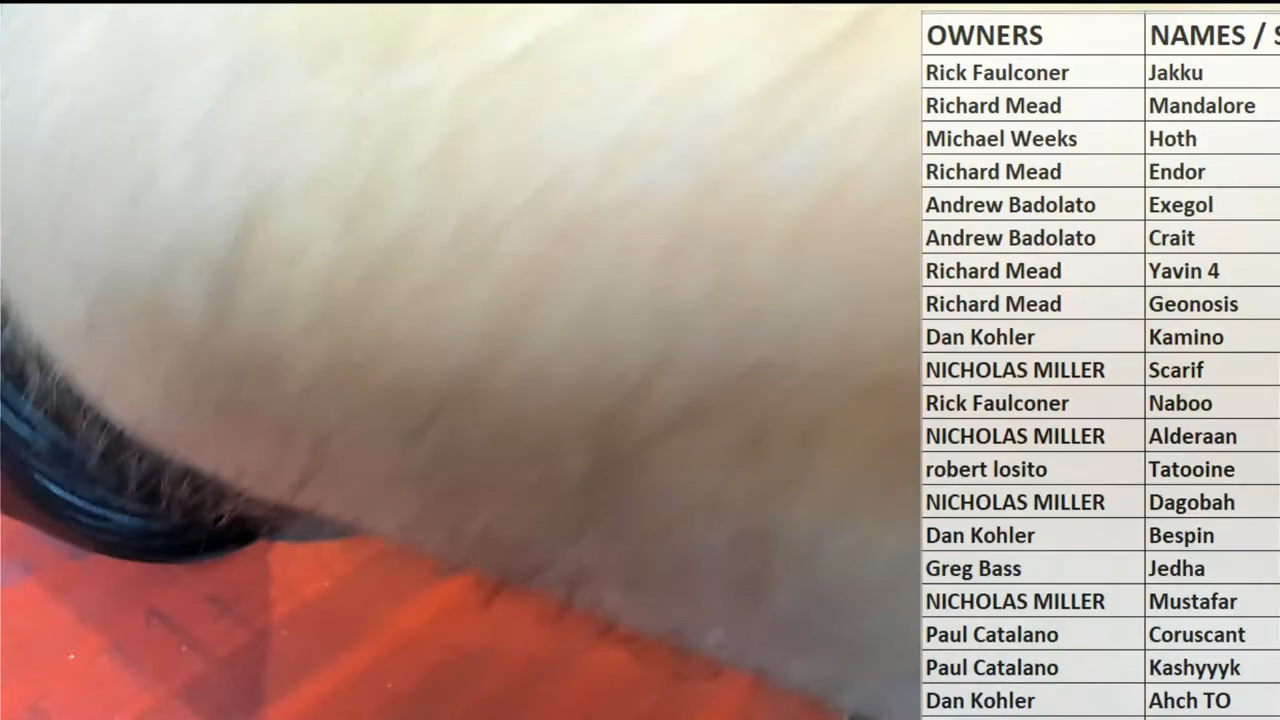 OWNERS NAMES / S
Rick Faulconer Jakku
Richard Mead Mandalore
Michael Weeks Hoth
Richard Mead Endor
Andrew Badolato Exegol
Andrew Badolato Crait
Richard Mead Yavin 4
Richard Mead Geonosis
Dan Kohler Kamino
NICHOLAS MILLER Scarif
Rick Faulconer Naboo
NICHOLAS MILLER Alderaan
robert losito Tatooine
NICHOLAS MILLER Dagobah
Dan Kohler Bespin
Greg Bass Jedha
NICHOLAS MILLER Mustafar
Paul Catalano Coruscant
Paul Catalano Kashyyyk
Dan Kohler Ahch TO